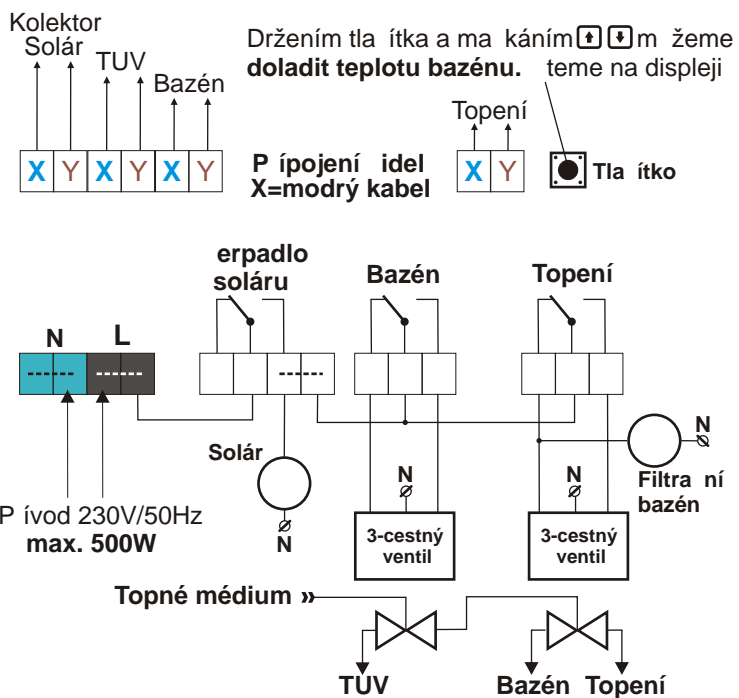 Kolektor
Solár
TUV
Bazén
Držením tla ítka a ma káním m žeme
doladit teplotu bazénu. teme na displeji
Topení
X Y X Y X Y
P ípojení idel
X=modrý kabel
X Y
Tla ítko
erpadlo
soláru
Bazén
Topení
N L
Solár
N
N
N
N
Filtra ní
bazén
P ívod 230V/50Hz
max. 500W
3-cestný
ventil
3-cestný
ventil
Topné médium »
TUV
Bazén Topení